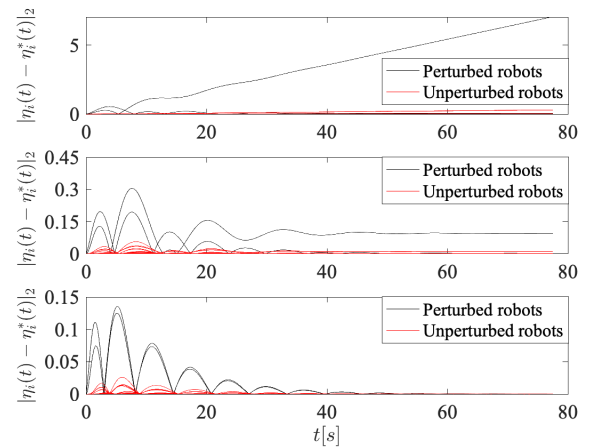 |ηi(t) − ηi*(t)|2
5
0
Perturbed robots
Unperturbed robots
0 20 40 60 80
|ηi(t) − ηi*(t)|2
0.45
0.3
0.15
0
Perturbed robots
Unperturbed robots
0 20 40 60 80
|ηi(t) − ηi*(t)|2
0.15
0.1
0.05
0
Perturbed robots
Unperturbed robots
0 20 40 60 80
t[s]